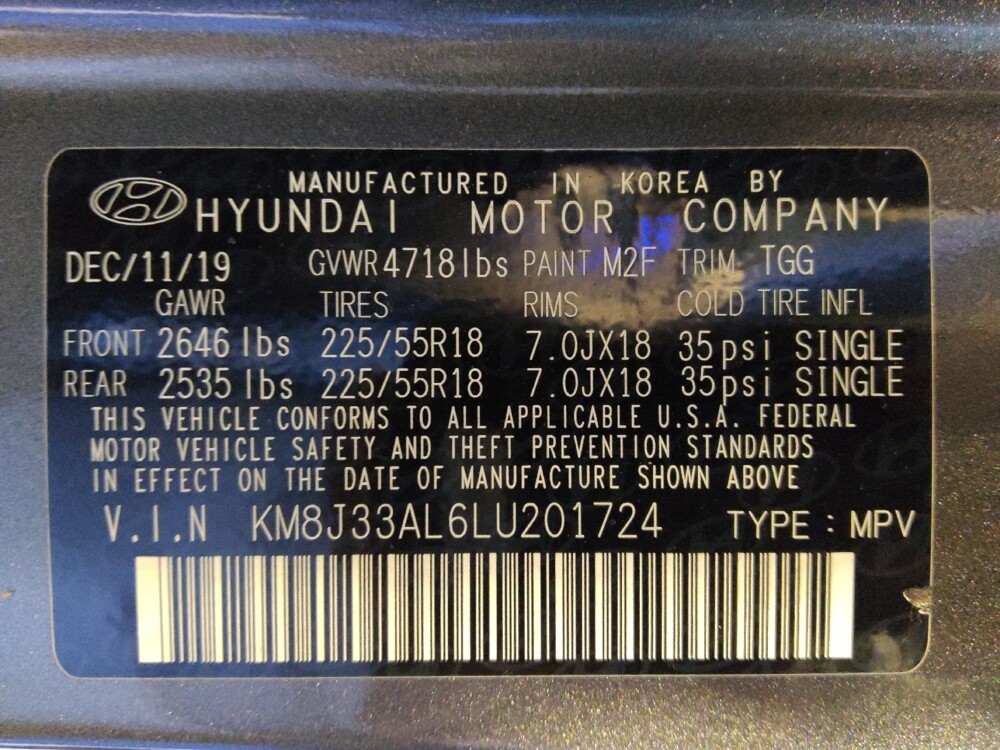 MANUFACTURED IN KOREA BY
HYUNDAI MOTOR COMPANY
DEC/11/19 GVWR 4718lbs PAINT M2F TRIM TGG
GAWR TIRES RIMS COLD TIRE INFL
FRONT 2646 lbs 225/55R18 7.0JX18 35psi SINGLE
REAR 2535 lbs 225/55R18 7.0JX18 35psi SINGLE
THIS VEHICLE CONFORMS TO ALL APPLICABLE U.S.A. FEDERAL
MOTOR VEHICLE SAFETY AND THEFT PREVENTION STANDARDS
IN EFFECT ON THE DATE OF MANUFACTURE SHOWN ABOVE
V.I.N KM8J33AL6LU201724 TYPE : MPV